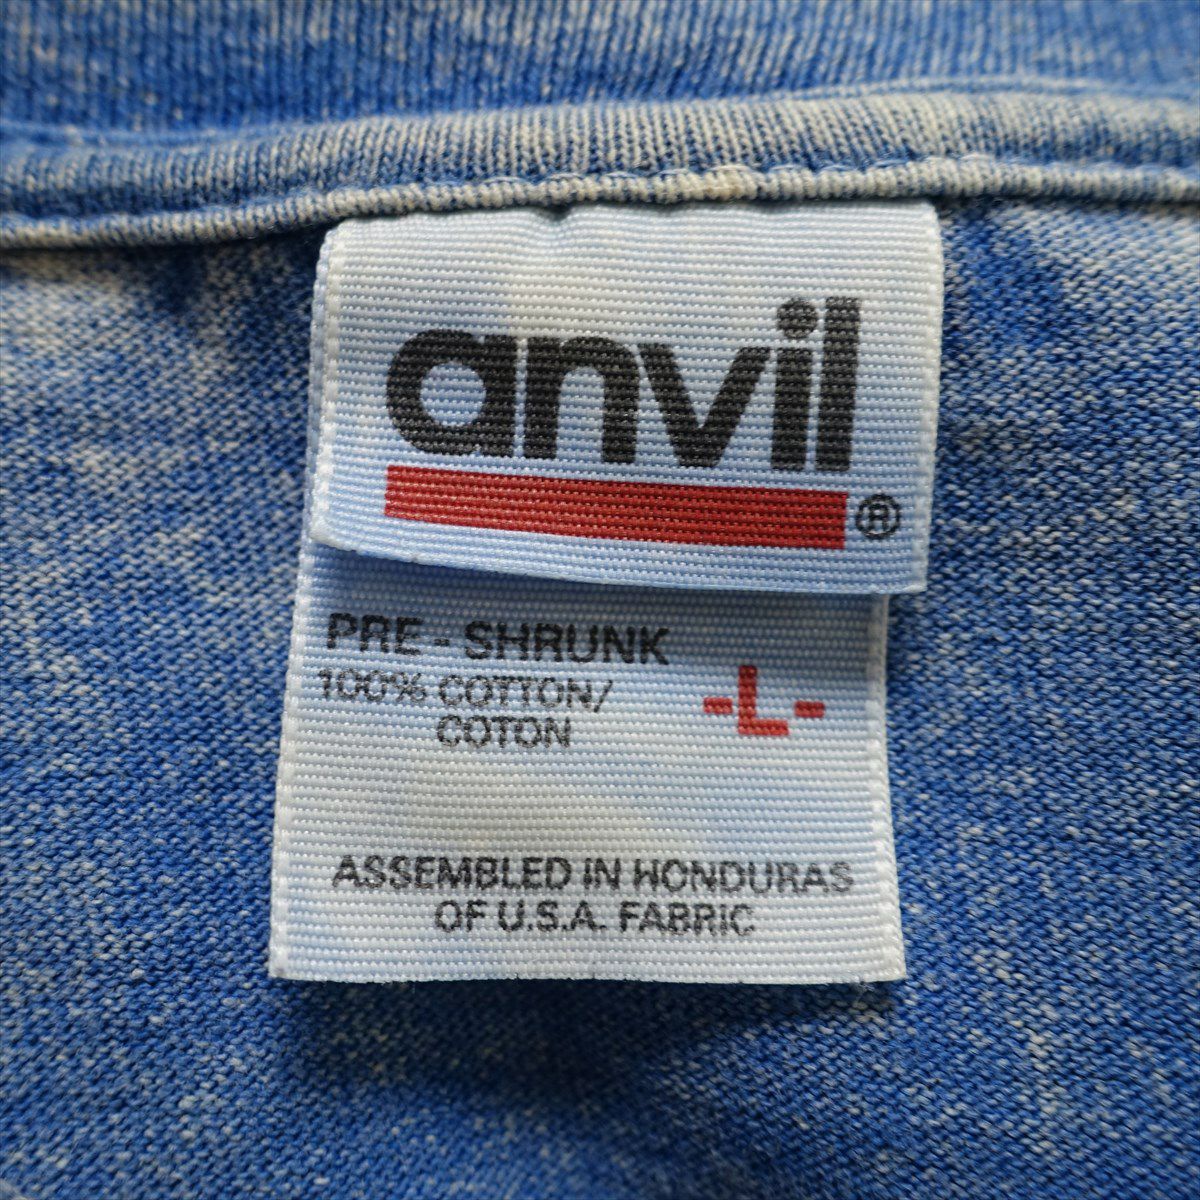 anvil®
PRE - SHRUNK
100% COTTON/
COTON
-L-
ASSEMBLED IN HONDURAS
OF U.S.A. FABRIC